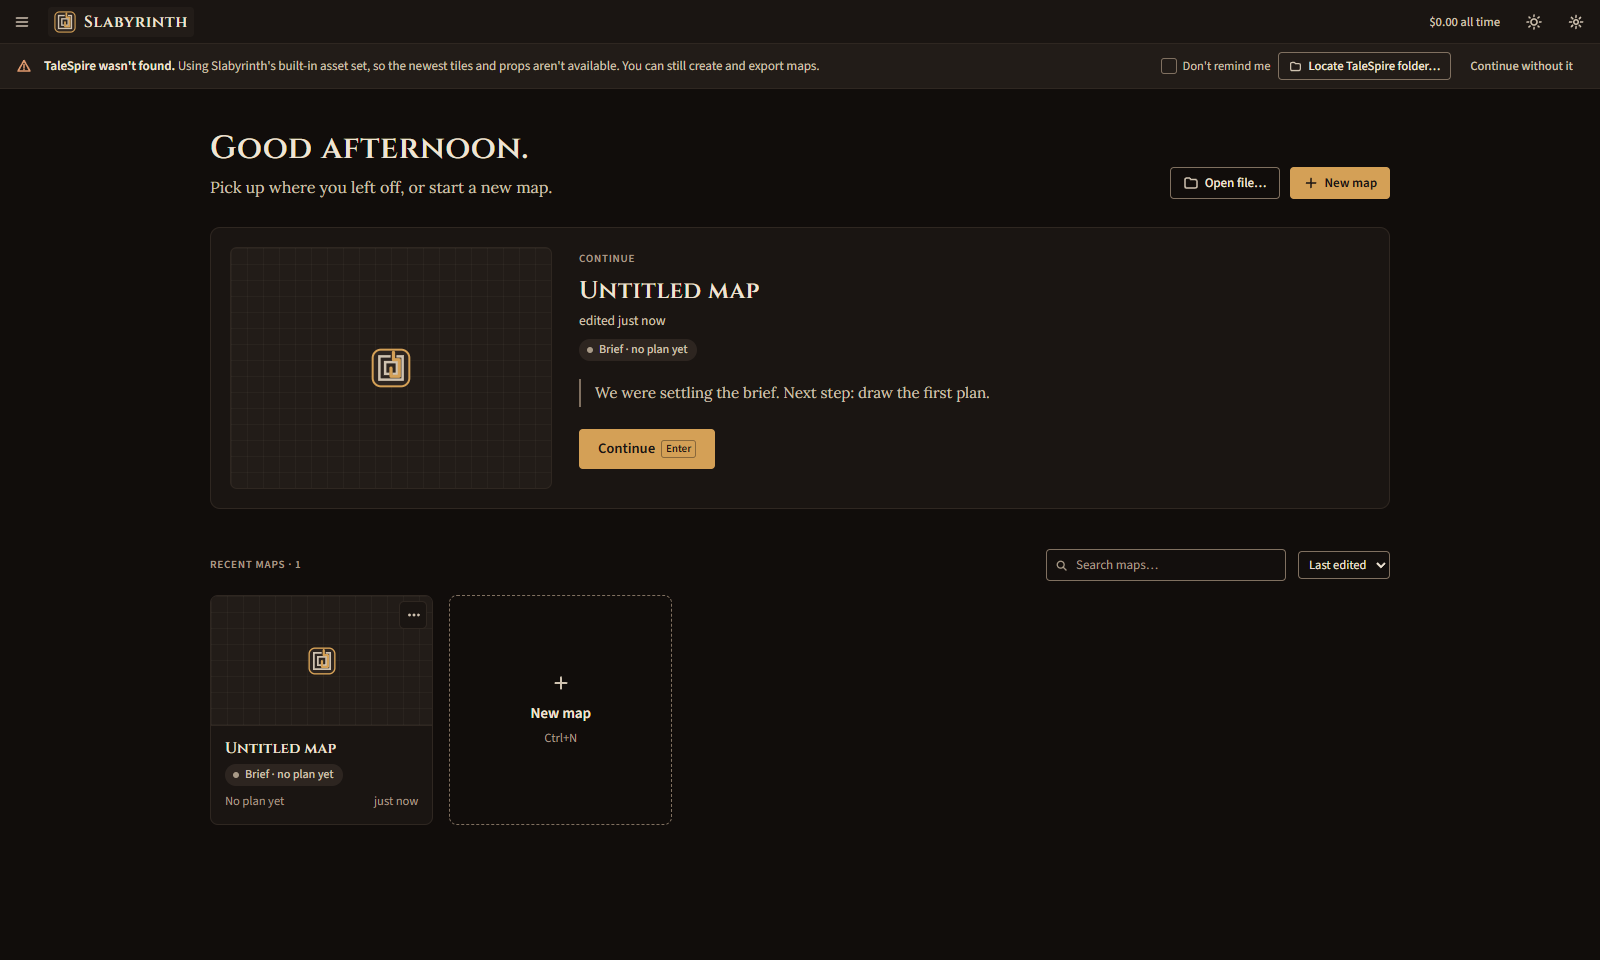 Slabyrinth
$0.00 all time
TaleSpire wasn't found. Using Slabyrinth's built-in asset set, so the newest tiles and props aren't available. You can still create and export maps.
Don't remind me
Locate TaleSpire folder...
Continue without it
Good afternoon.
Pick up where you left off, or start a new map.
Open file...
New map
CONTINUE
Untitled map
edited just now
Brief · no plan yet
We were settling the brief. Next step: draw the first plan.
Continue Enter
RECENT MAPS · 1
Search maps...
Last edited
Untitled map
Brief · no plan yet
No plan yet
just now
New map
Ctrl+N